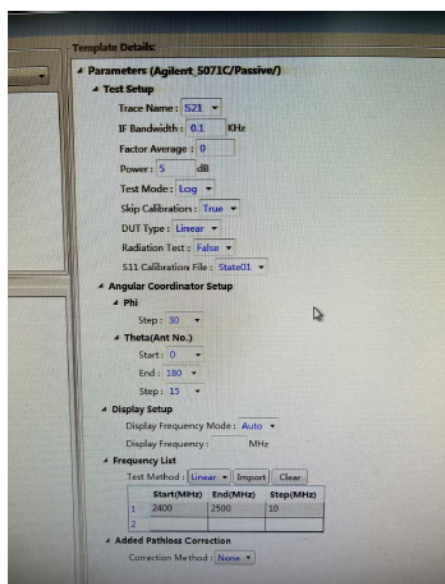 Template Details:
Parameters (Agilent_5071C/Passive/)
Test Setup
Trace Name : S21
IF Bandwidth : 0.1 KHz
Factor Average : 0
Power : 5 dB
Test Mode : Log
Skip Calibration : True
DUT Type : Linear
Radiation Test : False
S11 Calibration File : State01
Angular Coordinator Setup
Phi
Step : 30
Theta(Ant No.)
Start : 0
End : 180
Step : 15
Display Setup
Display Frequency Mode : Auto
Display Frequency : MHz
Frequency List
Test Method : Linear Import Clear
Start(MHz) End(MHz) Step(MHz)
1 2400 2500 10
2
Added Pathloss Correction
Correction Method : None